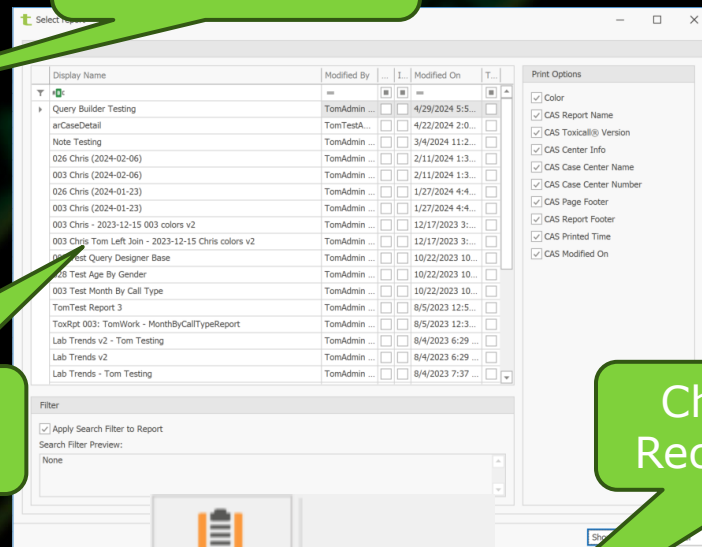 Select report
Display Name Modified By ... I... Modified On T...
= =
Query Builder Testing TomAdmin ... 4/29/2024 5:5...
arCaseDetail TomTestA... 4/22/2024 2:0...
Note Testing TomAdmin ... 3/4/2024 11:2...
026 Chris (2024-02-06) TomAdmin ... 2/11/2024 1:3...
003 Chris (2024-02-06) TomAdmin ... 2/11/2024 1:3...
026 Chris (2024-01-23) TomAdmin ... 1/27/2024 4:4...
003 Chris (2024-01-23) TomAdmin ... 1/27/2024 4:4...
003 Chris - 2023-12-15 003 colors v2 TomAdmin ... 12/17/2023 3:...
003 Chris Tom Left Join - 2023-12-15 Chris colors v2 TomAdmin ... 12/17/2023 3:...
Test Query Designer Base TomAdmin ... 10/22/2023 10...
028 Test Age By Gender TomAdmin ... 10/22/2023 10...
003 Test Month By Call Type TomAdmin ... 10/22/2023 10...
TomTest Report 3 TomAdmin ... 8/5/2023 12:5...
ToxRpt 003: TomWork - MonthByCallTypeReport TomAdmin ... 8/5/2023 12:3...
Lab Trends v2 - Tom Testing TomAdmin ... 8/4/2023 6:29 ...
Lab Trends v2 TomAdmin ... 8/4/2023 6:29 ...
Lab Trends - Tom Testing TomAdmin ... 8/4/2023 7:37 ...
Print Options
Color
CAS Report Name
CAS Toxicall® Version
CAS Center Info
CAS Case Center Name
CAS Case Center Number
CAS Page Footer
CAS Report Footer
CAS Printed Time
CAS Modified On
Filter
Apply Search Filter to Report
Search Filter Preview:
None